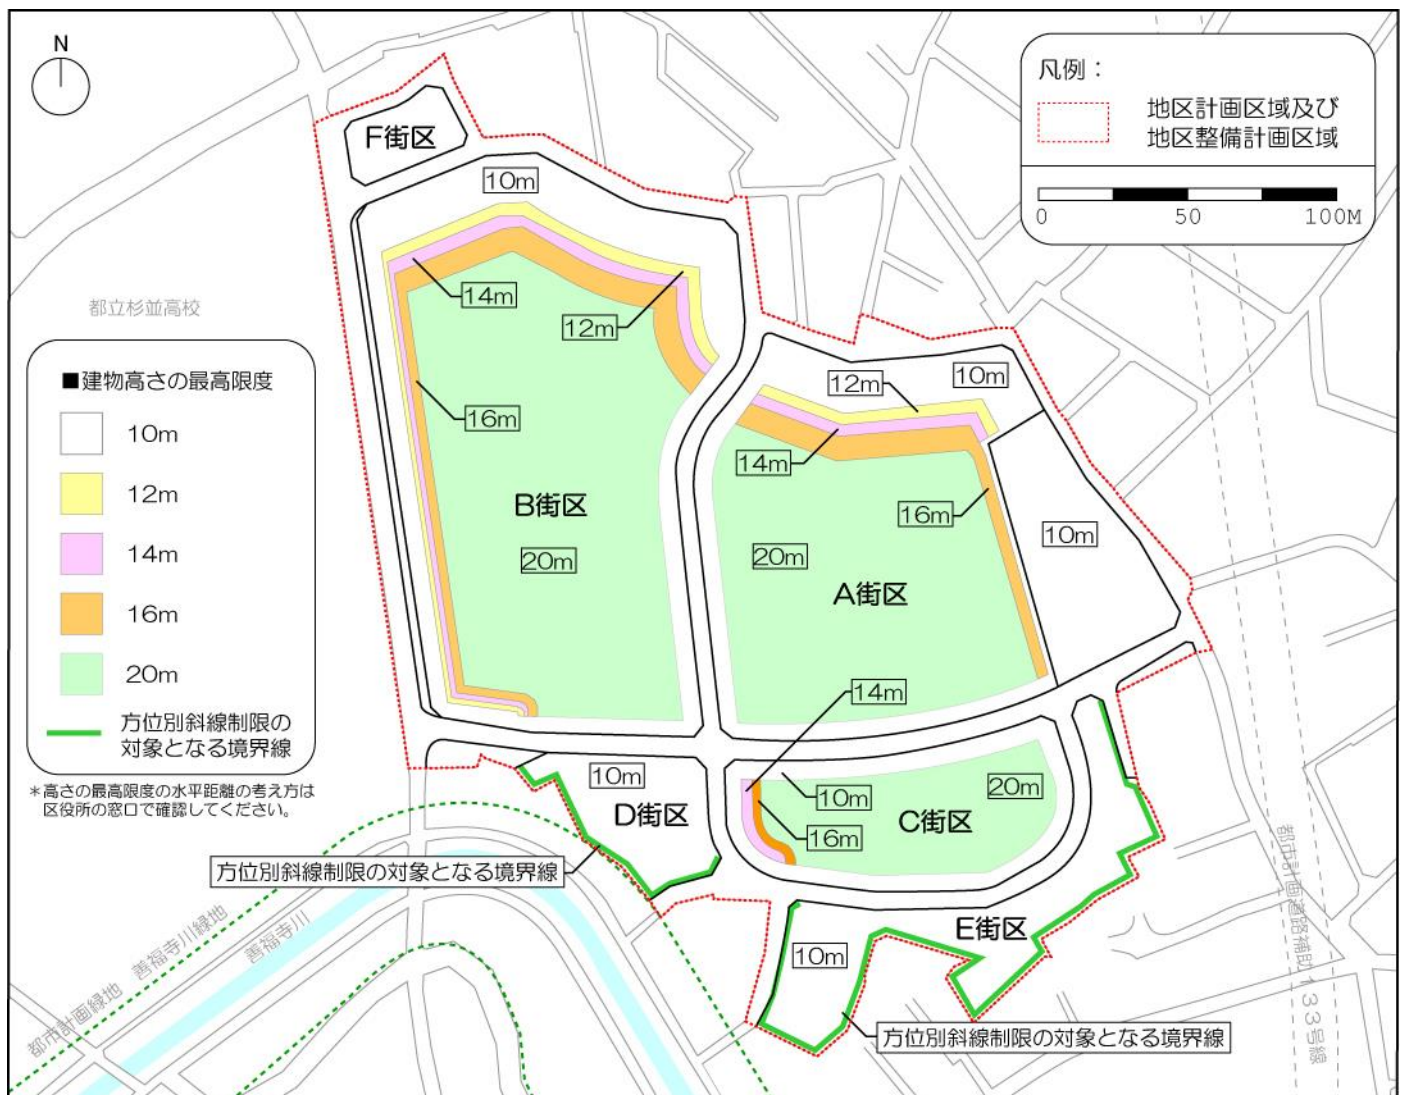 N
凡例：
地区計画区域及び
地区整備計画区域
0 50 100M
F街区
10m
14m
12m
都立杉並高校
■建物高さの最高限度
10m
12m
14m
16m
20m
方位別斜線制限の
対象となる境界線
＊高さの最高限度の水平距離の考え方は
区役所の窓口で確認してください。
16m
B街区
20m
12m
10m
14m
16m
10m
20m
A街区
14m
10m
D街区
10m
16m
20m
C街区
方位別斜線制限の対象となる境界線
E街区
10m
方位別斜線制限の対象となる境界線
善福寺川緑地
善福寺川
都市計画緑地
都市計画道路補助133号線